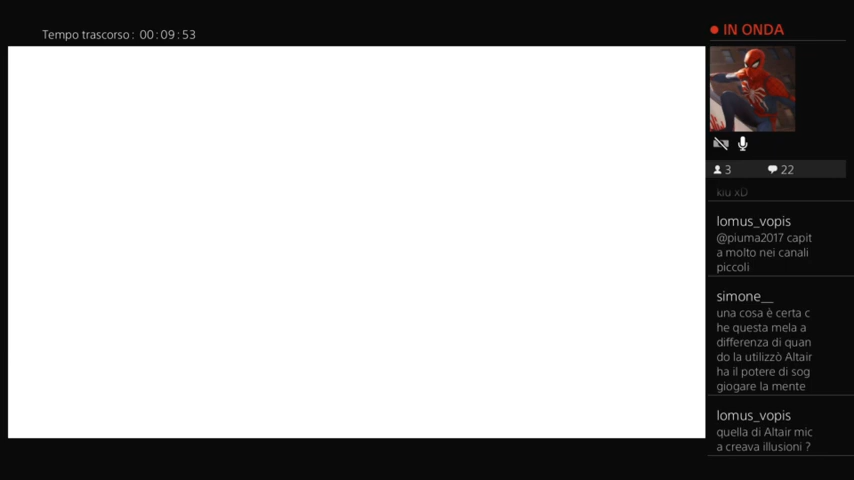 Tempo trascorso: 00:09:53
IN ONDA
3 22
kiu xD
lomus_vopis
@piuma2017 capit
a molto nei canali
piccoli
simone__
una cosa è certa c
he questa mela a
differenza di quan
do la utilizzò Altair
ha il potere di sog
giogare la mente
lomus_vopis
quella di Altair mic
a creava illusioni ?